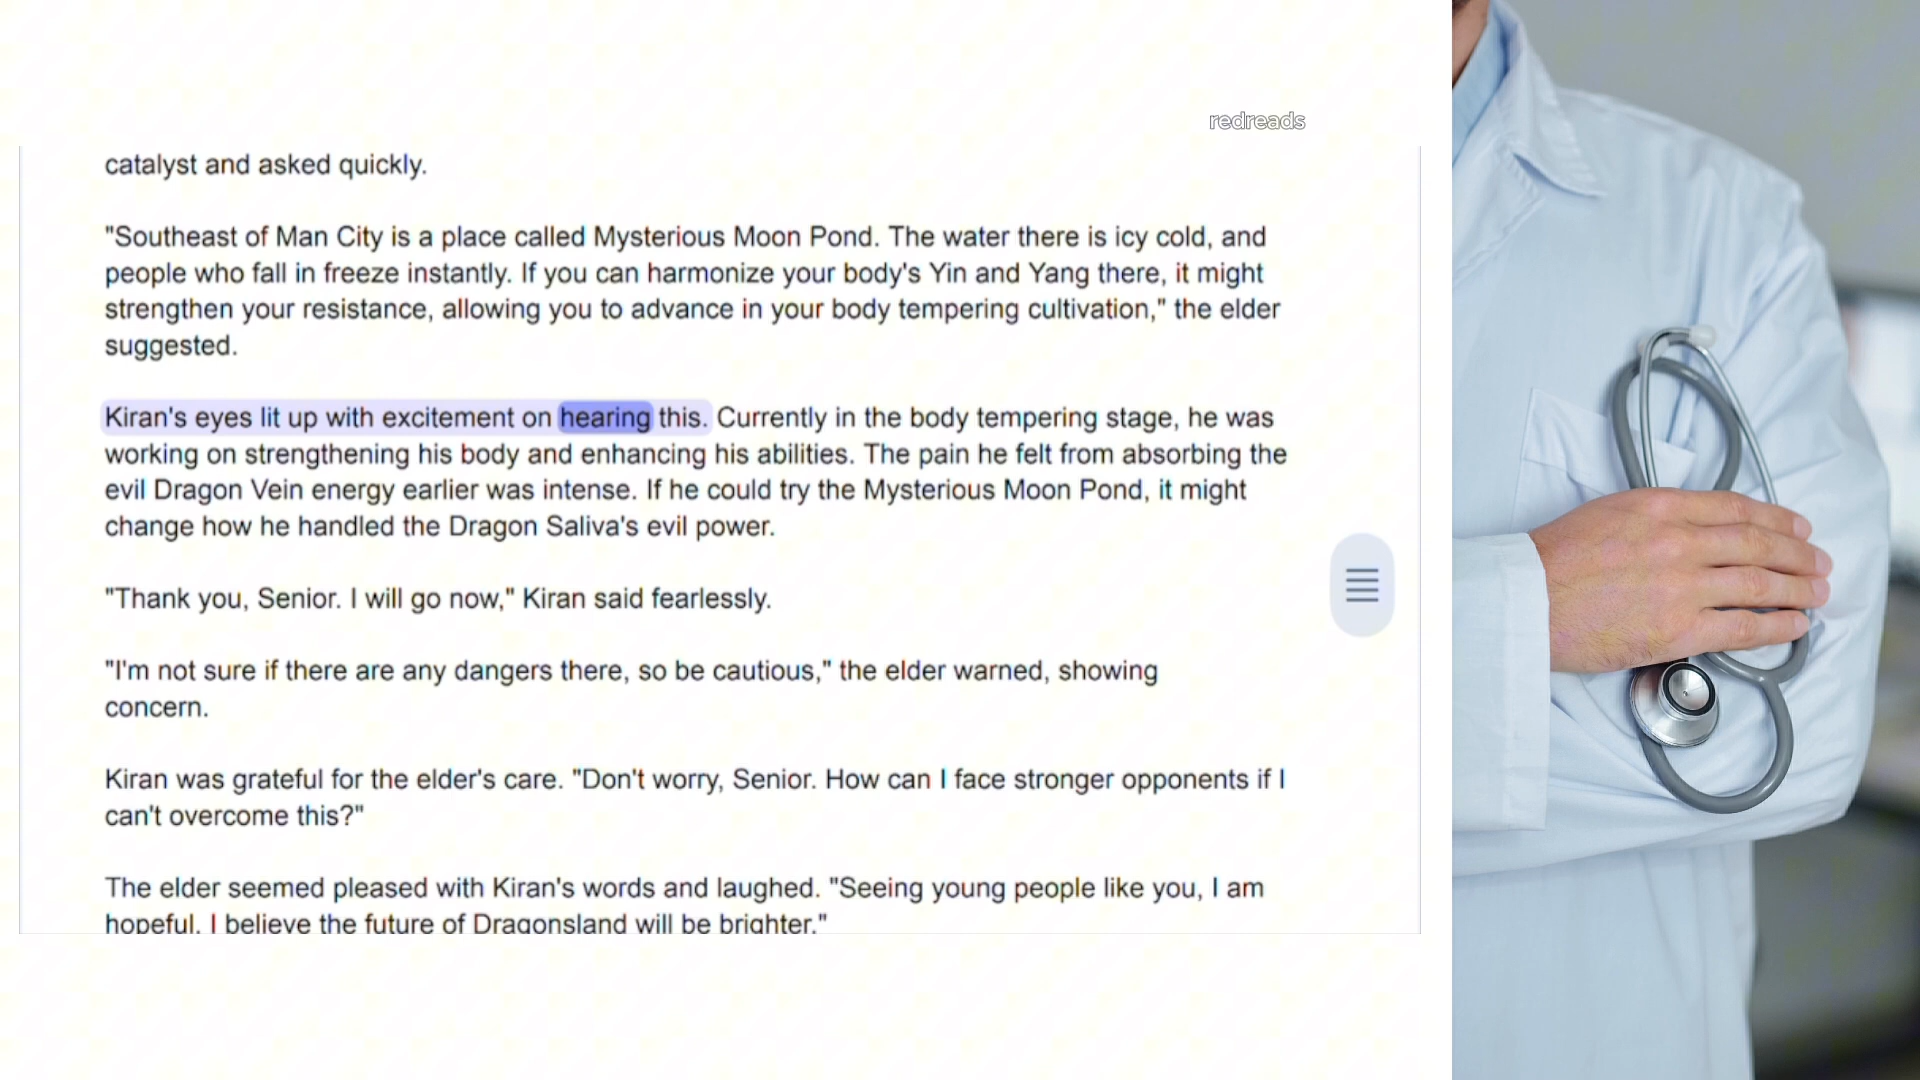 redreads
catalyst and asked quickly.
"Southeast of Man City is a place called Mysterious Moon Pond. The water there is icy cold, and
people who fall in freeze instantly. If you can harmonize your body's Yin and Yang there, it might
strengthen your resistance, allowing you to advance in your body tempering cultivation," the elder
suggested.
Kiran's eyes lit up with excitement on hearing this. Currently in the body tempering stage, he was
working on strengthening his body and enhancing his abilities. The pain he felt from absorbing the
evil Dragon Vein energy earlier was intense. If he could try the Mysterious Moon Pond, it might
change how he handled the Dragon Saliva's evil power.
"Thank you, Senior. I will go now," Kiran said fearlessly.
"I'm not sure if there are any dangers there, so be cautious," the elder warned, showing
concern.
Kiran was grateful for the elder's care. "Don't worry, Senior. How can I face stronger opponents if I
can't overcome this?"
The elder seemed pleased with Kiran's words and laughed. "Seeing young people like you, I am
hopeful. I believe the future of Dragonsland will be brighter."